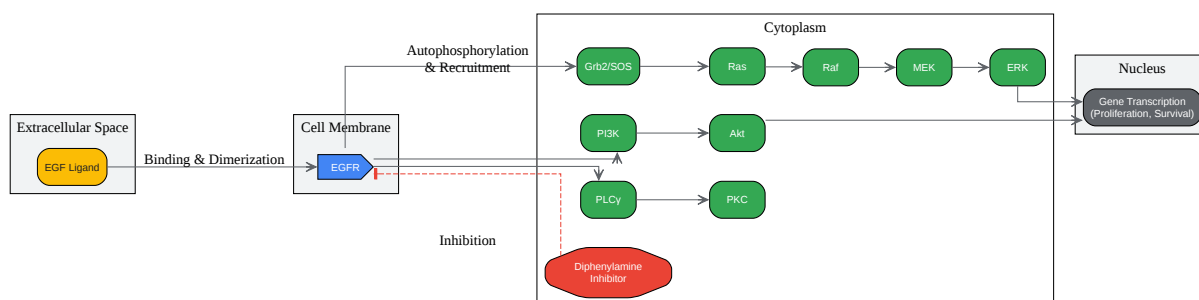 Extracellular Space
EGF Ligand
Binding & Dimerization
Cell Membrane
EGFR
Autophosphorylation
& Recruitment
Inhibition
Cytoplasm
Grb2/SOS
Ras
Raf
MEK
ERK
PI3K
Akt
PLCγ
PKC
Diphenylamine
Inhibitor
Nucleus
Gene Transcription
(Proliferation, Survival)